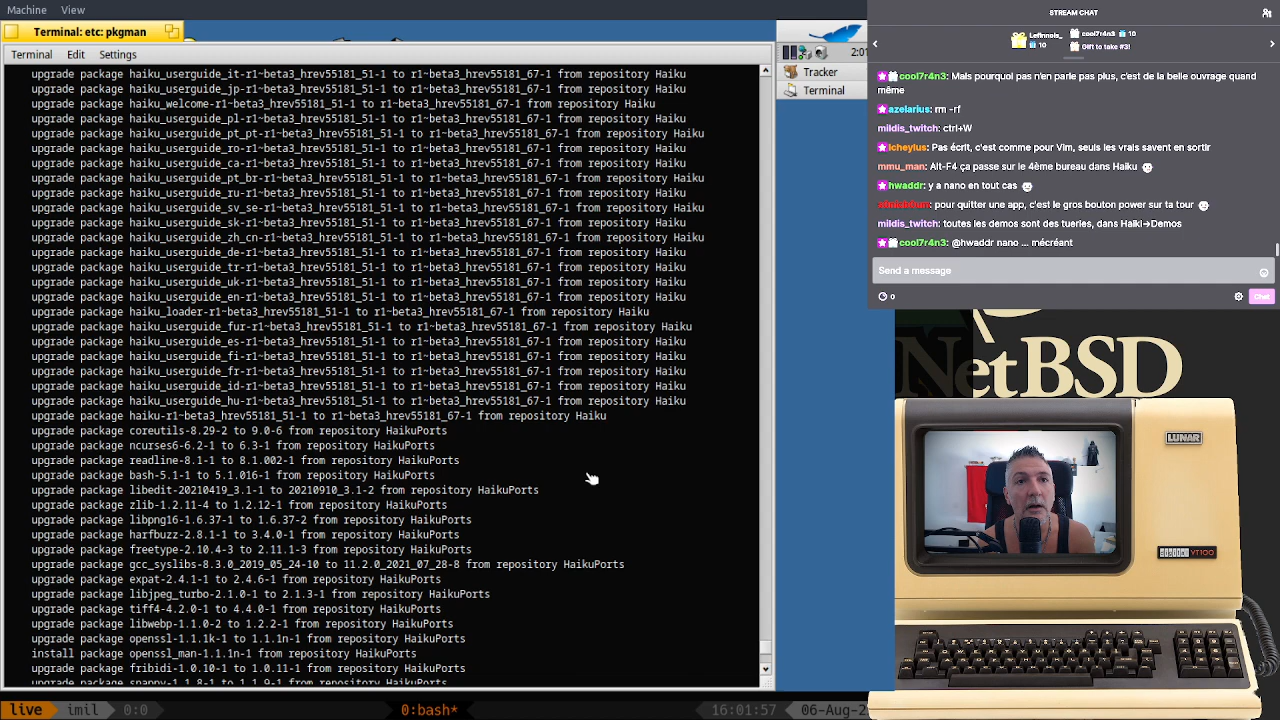 Machine View
Terminal: etc: pkgman
Terminal Edit Settings
upgrade package haiku_userguide_it-r1~beta3_hrev55181_51-1 to r1~beta3_hrev55181_67-1 from repository Haiku
upgrade package haiku_userguide_jp-r1~beta3_hrev55181_51-1 to r1~beta3_hrev55181_67-1 from repository Haiku
upgrade package haiku_welcome-r1~beta3_hrev55181_51-1 to r1~beta3_hrev55181_67-1 from repository Haiku
upgrade package haiku_userguide_pl-r1~beta3_hrev55181_51-1 to r1~beta3_hrev55181_67-1 from repository Haiku
upgrade package haiku_userguide_pt_pt-r1~beta3_hrev55181_51-1 to r1~beta3_hrev55181_67-1 from repository Haiku
upgrade package haiku_userguide_ro-r1~beta3_hrev55181_51-1 to r1~beta3_hrev55181_67-1 from repository Haiku
upgrade package haiku_userguide_ca-r1~beta3_hrev55181_51-1 to r1~beta3_hrev55181_67-1 from repository Haiku
upgrade package haiku_userguide_pt_br-r1~beta3_hrev55181_51-1 to r1~beta3_hrev55181_67-1 from repository Haiku
upgrade package haiku_userguide_ru-r1~beta3_hrev55181_51-1 to r1~beta3_hrev55181_67-1 from repository Haiku
upgrade package haiku_userguide_sv_se-r1~beta3_hrev55181_51-1 to r1~beta3_hrev55181_67-1 from repository Haiku
upgrade package haiku_userguide_sk-r1~beta3_hrev55181_51-1 to r1~beta3_hrev55181_67-1 from repository Haiku
upgrade package haiku_userguide_zh_cn-r1~beta3_hrev55181_51-1 to r1~beta3_hrev55181_67-1 from repository Haiku
upgrade package haiku_userguide_de-r1~beta3_hrev55181_51-1 to r1~beta3_hrev55181_67-1 from repository Haiku
upgrade package haiku_userguide_tr-r1~beta3_hrev55181_51-1 to r1~beta3_hrev55181_67-1 from repository Haiku
upgrade package haiku_userguide_uk-r1~beta3_hrev55181_51-1 to r1~beta3_hrev55181_67-1 from repository Haiku
upgrade package haiku_userguide_en-r1~beta3_hrev55181_51-1 to r1~beta3_hrev55181_67-1 from repository Haiku
upgrade package haiku_loader-r1~beta3_hrev55181_51-1 to r1~beta3_hrev55181_67-1 from repository Haiku
upgrade package haiku_userguide_fur-r1~beta3_hrev55181_51-1 to r1~beta3_hrev55181_67-1 from repository Haiku
upgrade package haiku_userguide_es-r1~beta3_hrev55181_51-1 to r1~beta3_hrev55181_67-1 from repository Haiku
upgrade package haiku_userguide_fi-r1~beta3_hrev55181_51-1 to r1~beta3_hrev55181_67-1 from repository Haiku
upgrade package haiku_userguide_fr-r1~beta3_hrev55181_51-1 to r1~beta3_hrev55181_67-1 from repository Haiku
upgrade package haiku_userguide_id-r1~beta3_hrev55181_51-1 to r1~beta3_hrev55181_67-1 from repository Haiku
upgrade package haiku_userguide_hu-r1~beta3_hrev55181_51-1 to r1~beta3_hrev55181_67-1 from repository Haiku
upgrade package haiku-r1~beta3_hrev55181_51-1 to r1~beta3_hrev55181_67-1 from repository Haiku
upgrade package coreutils-8.29-2 to 9.0-6 from repository HaikuPorts
upgrade package ncurses6-6.2-1 to 6.3-1 from repository HaikuPorts
upgrade package readline-8.1-1 to 8.1.002-1 from repository HaikuPorts
upgrade package bash-5.1-1 to 5.1.016-1 from repository HaikuPorts
upgrade package libedit-20210419_3.1-1 to 20210910_3.1-2 from repository HaikuPorts
upgrade package zlib-1.2.11-4 to 1.2.12-1 from repository HaikuPorts
upgrade package libpng16-1.6.37-1 to 1.6.37-2 from repository HaikuPorts
upgrade package harfbuzz-2.8.1-1 to 3.4.0-1 from repository HaikuPorts
upgrade package freetype-2.10.4-3 to 2.11.1-3 from repository HaikuPorts
upgrade package gcc_syslibs-8.3.0_2019_05_24-10 to 11.2.0_2021_07_28-8 from repository HaikuPorts
upgrade package expat-2.4.1-1 to 2.4.6-1 from repository HaikuPorts
upgrade package libjpeg_turbo-2.1.0-1 to 2.1.3-1 from repository HaikuPorts
upgrade package tiff4-4.2.0-1 to 4.4.0-1 from repository HaikuPorts
upgrade package libwebp-1.1.0-2 to 1.2.2-1 from repository HaikuPorts
upgrade package openssl-1.1.1k-1 to 1.1.1n-1 from repository HaikuPorts
install package openssl_man-1.1.1n-1 from repository HaikuPorts
upgrade package fribidi-1.0.10-1 to 1.0.11-1 from repository HaikuPorts
upgrade package snappy-1.1.8-1 to 1.1.9-1 from repository HaikuPorts
live imil 0:0 0:bash* 16:01:57 06-Aug-2
2:01
Tracker
Terminal
STREAM CHAT
Lefinnois_ 10
cool7r4n3 10
Gift to take #3!
cool7r4n3: Mais pourquoi pas n'en parle pas plus, c'est de la belle ouvrage quand
même
azelarius: rm -rf
mildis_twitch: ctrl+W
icheylus: Pas écrit, c'est comme pour Vim, seuls les vrais savent en sortir
mmu_man: Alt-F4 ça passe sur le 4ème bureau dans Haiku
hwaddr: y a nano en tout cas
: pour quitter une app, c'est le gros bouton power sur ta tour
mildis_twitch: toutes les demos sont des tueries, dans Haiki->Demos
cool7r4n3: @hwaddr nano ... mécréant
Send a message
0
Chat
NetBSD
LUNAR
digital YT100